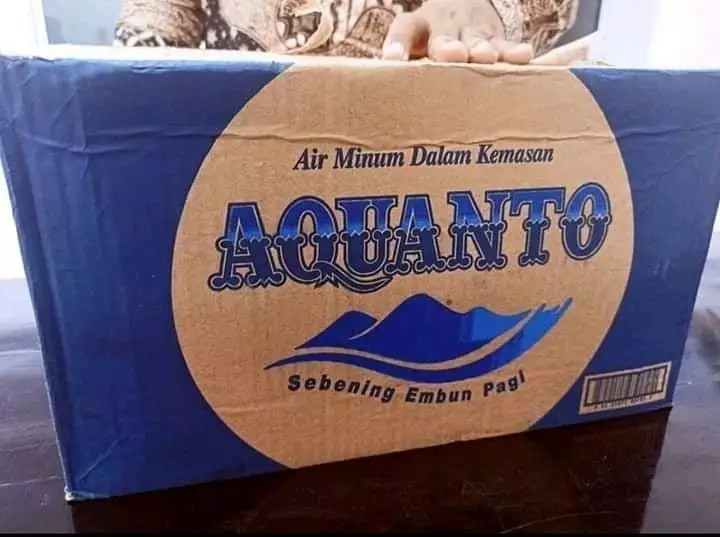 Air Minum Dalam Kemasan
AQUANTO
Sebening Embun Pagi